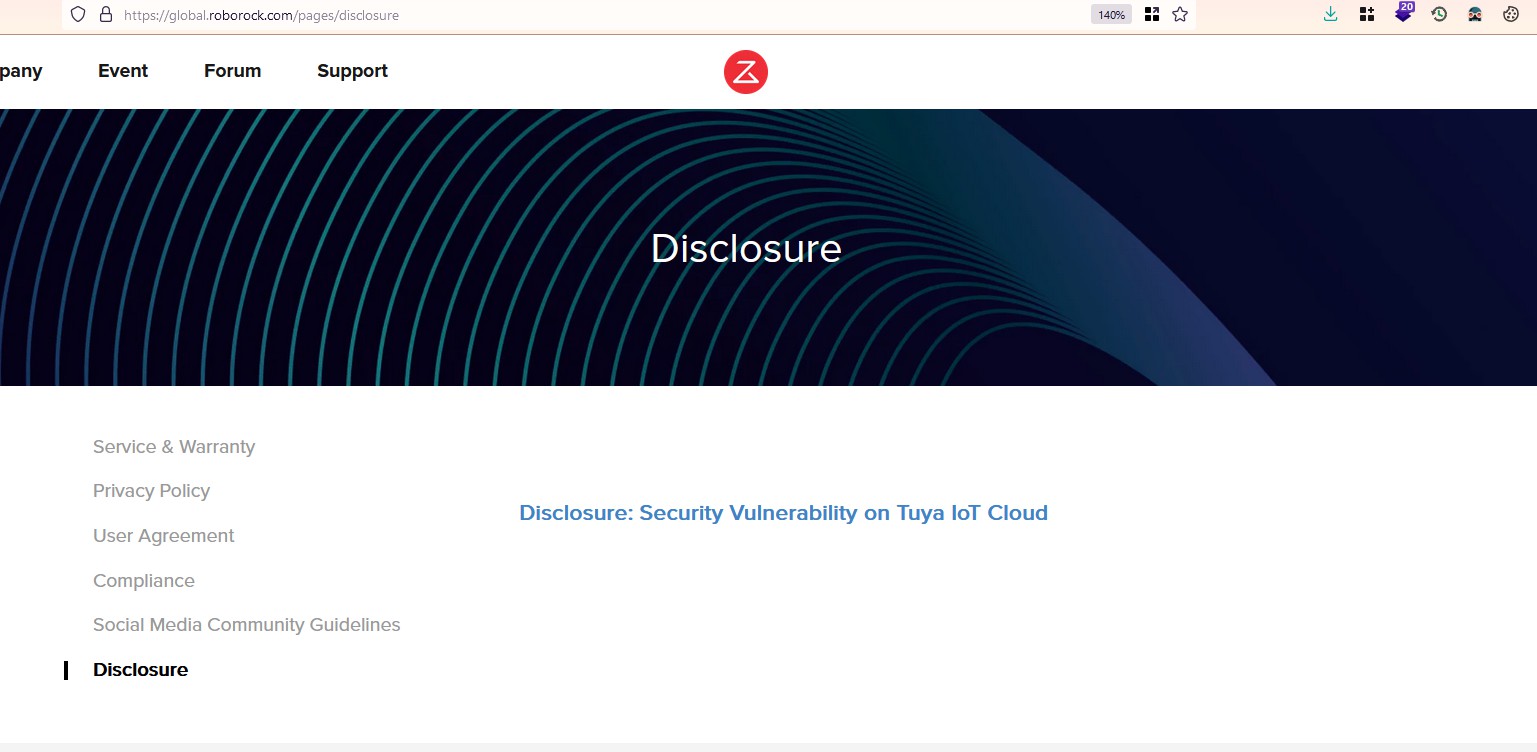 https://global.roborock.com/pages/disclosure
140%
20
pany
Event
Forum
Support
Disclosure
Service & Warranty
Privacy Policy
User Agreement
Compliance
Social Media Community Guidelines
Disclosure
Disclosure: Security Vulnerability on Tuya IoT Cloud